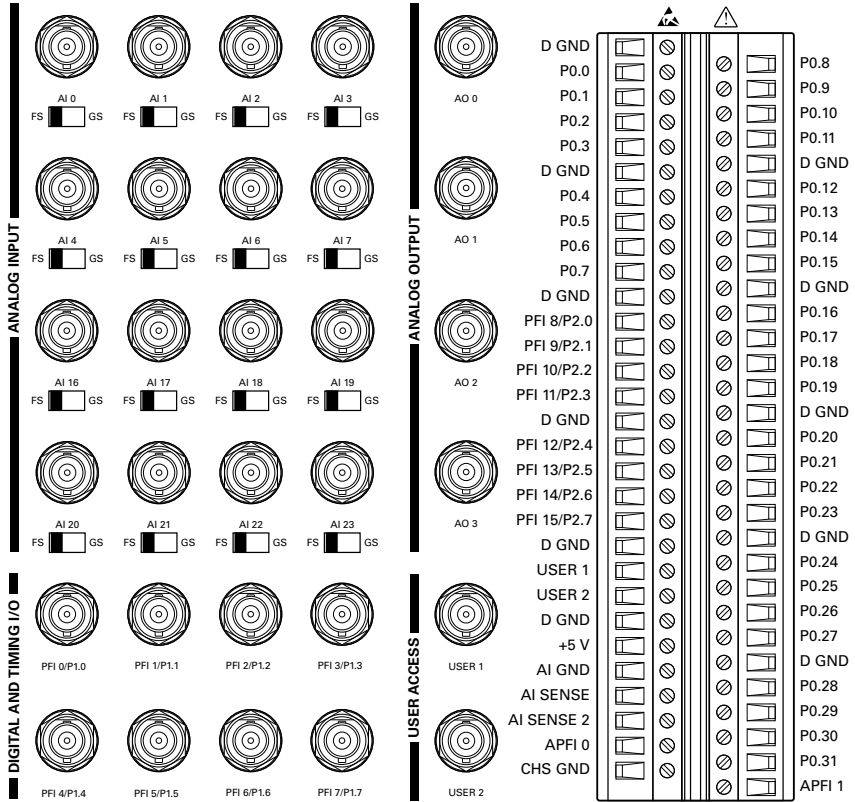 ANALOG INPUT
AI 0 AI 1 AI 2 AI 3
FS GS FS GS FS GS FS GS
AI 4 AI 5 AI 6 AI 7
FS GS FS GS FS GS FS GS
AI 16 AI 17 AI 18 AI 19
FS GS FS GS FS GS FS GS
AI 20 AI 21 AI 22 AI 23
FS GS FS GS FS GS FS GS
DIGITAL AND TIMING I/O
PFI 0/P1.0 PFI 1/P1.1 PFI 2/P1.2 PFI 3/P1.3
PFI 4/P1.4 PFI 5/P1.5 PFI 6/P1.6 PFI 7/P1.7
ANALOG OUTPUT
AO 0
AO 1
AO 2
AO 3
USER ACCESS
USER 1
USER 2
D GND
P0.0
P0.1
P0.2
P0.3
D GND
P0.4
P0.5
P0.6
P0.7
D GND
PFI 8/P2.0
PFI 9/P2.1
PFI 10/P2.2
PFI 11/P2.3
D GND
PFI 12/P2.4
PFI 13/P2.5
PFI 14/P2.6
PFI 15/P2.7
D GND
USER 1
USER 2
D GND
+5 V
AI GND
AI SENSE
AI SENSE 2
APFI 0
CHS GND
P0.8
P0.9
P0.10
P0.11
D GND
P0.12
P0.13
P0.14
P0.15
D GND
P0.16
P0.17
P0.18
P0.19
D GND
P0.20
P0.21
P0.22
P0.23
D GND
P0.24
P0.25
P0.26
P0.27
D GND
P0.28
P0.29
P0.30
P0.31
APFI 1